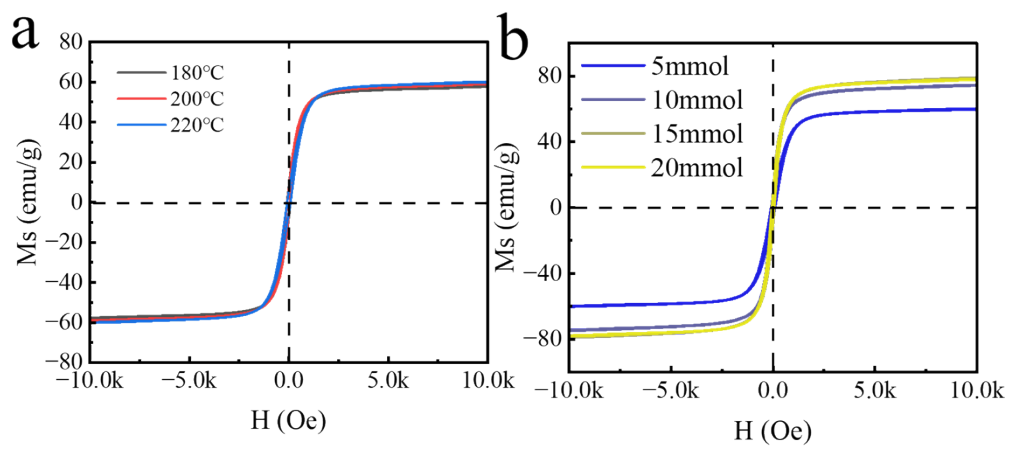 a
80
60
40
20
0
−20
−40
−60
−80
Ms (emu/g)
180°C
200°C
220°C
−10.0k −5.0k 0.0 5.0k 10.0k
H (Oe)
b
80
40
0
−40
−80
Ms (emu/g)
5mmol
10mmol
15mmol
20mmol
−10.0k −5.0k 0.0 5.0k 10.0k
H (Oe)